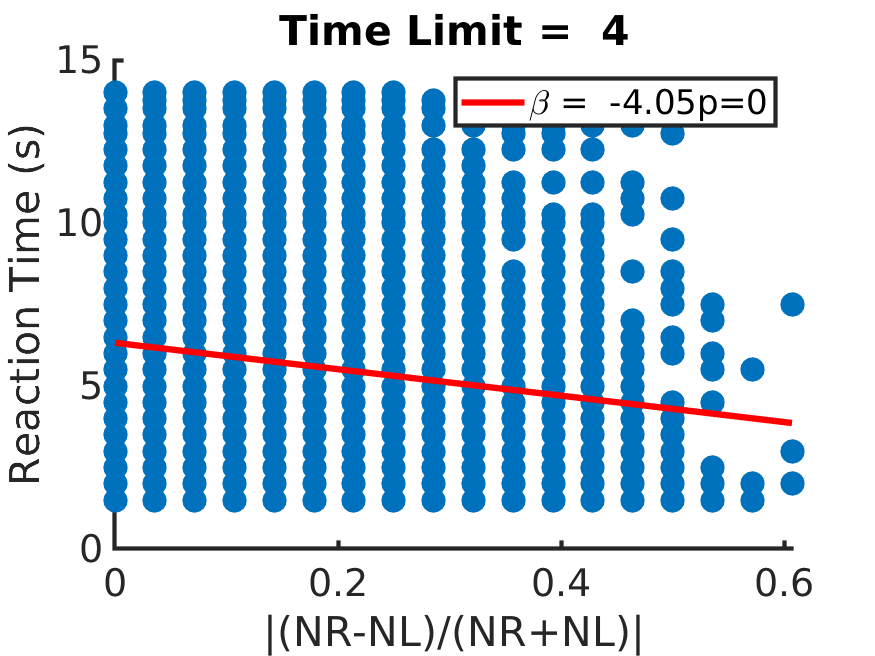 Time Limit =  4
β =  -4.05p=0
Reaction Time (s)
15
10
5
0
0 0.2 0.4 0.6
|(NR-NL)/(NR+NL)|